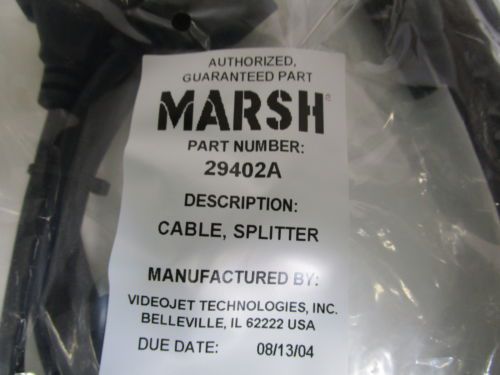 AUTHORIZED,
GUARANTEED PART
MARSH®
PART NUMBER:
29402A
DESCRIPTION:
CABLE, SPLITTER
MANUFACTURED BY:
VIDEOJET TECHNOLOGIES, INC.
BELLEVILLE, IL 62222 USA
DUE DATE: 08/13/04